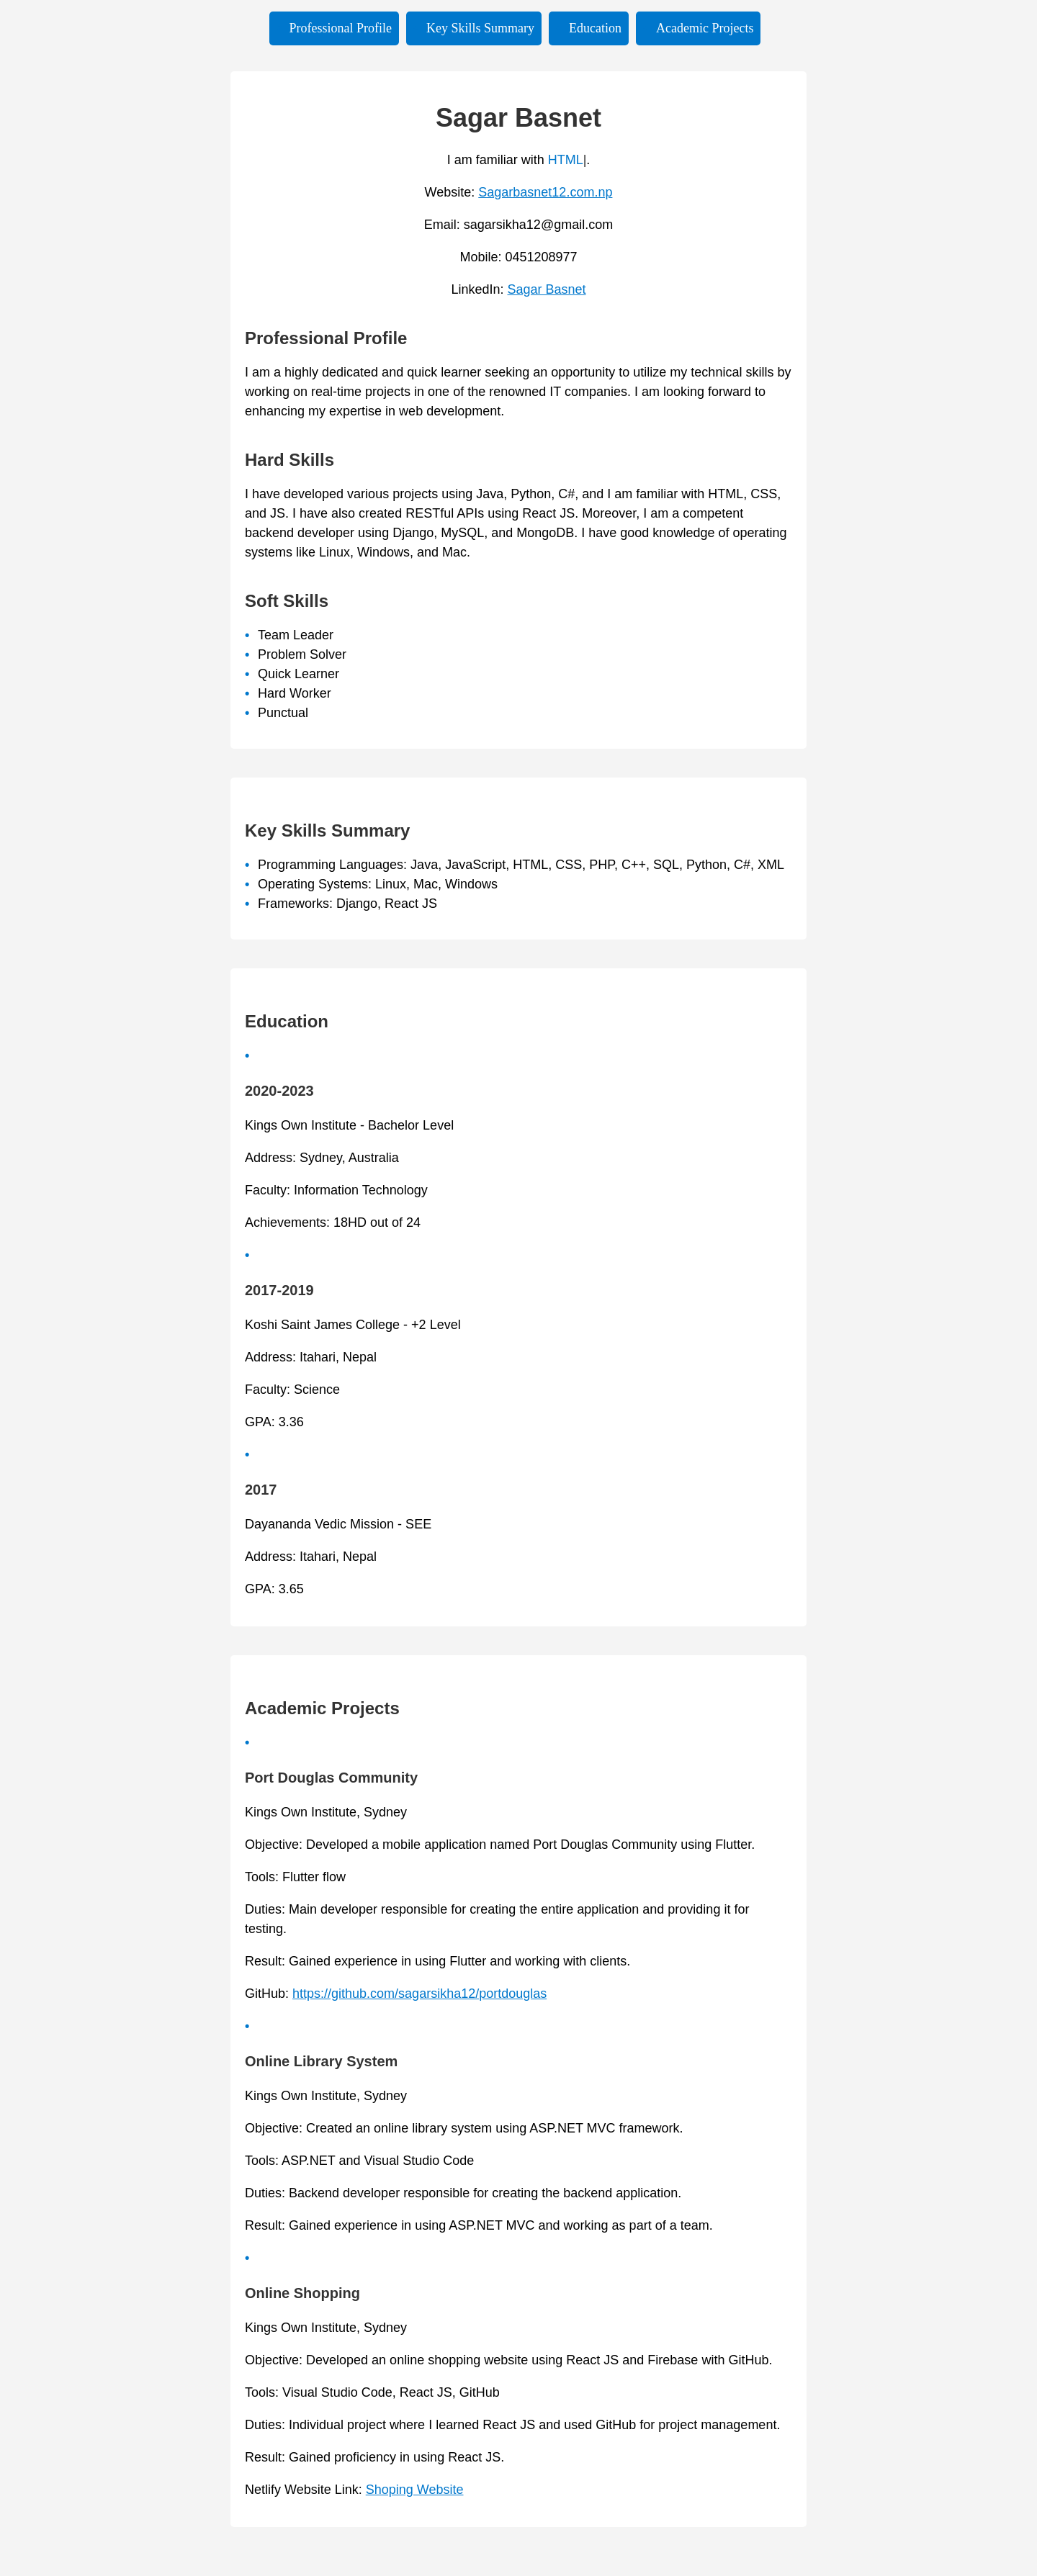 Professional Profile
Key Skills Summary
Education
Academic Projects
Sagar Basnet
I am familiar with HTML|.
Website: Sagarbasnet12.com.np
Email: sagarsikha12@gmail.com
Mobile: 0451208977
LinkedIn: Sagar Basnet
Professional Profile
I am a highly dedicated and quick learner seeking an opportunity to utilize my technical skills by
working on real-time projects in one of the renowned IT companies. I am looking forward to
enhancing my expertise in web development.
Hard Skills
I have developed various projects using Java, Python, C#, and I am familiar with HTML, CSS,
and JS. I have also created RESTful APIs using React JS. Moreover, I am a competent
backend developer using Django, MySQL, and MongoDB. I have good knowledge of operating
systems like Linux, Windows, and Mac.
Soft Skills
• Team Leader
• Problem Solver
• Quick Learner
• Hard Worker
• Punctual
Key Skills Summary
• Programming Languages: Java, JavaScript, HTML, CSS, PHP, C++, SQL, Python, C#, XML
• Operating Systems: Linux, Mac, Windows
• Frameworks: Django, React JS
Education
•
2020-2023
Kings Own Institute - Bachelor Level
Address: Sydney, Australia
Faculty: Information Technology
Achievements: 18HD out of 24
•
2017-2019
Koshi Saint James College - +2 Level
Address: Itahari, Nepal
Faculty: Science
GPA: 3.36
•
2017
Dayananda Vedic Mission - SEE
Address: Itahari, Nepal
GPA: 3.65
Academic Projects
•
Port Douglas Community
Kings Own Institute, Sydney
Objective: Developed a mobile application named Port Douglas Community using Flutter.
Tools: Flutter flow
Duties: Main developer responsible for creating the entire application and providing it for
testing.
Result: Gained experience in using Flutter and working with clients.
GitHub: https://github.com/sagarsikha12/portdouglas
•
Online Library System
Kings Own Institute, Sydney
Objective: Created an online library system using ASP.NET MVC framework.
Tools: ASP.NET and Visual Studio Code
Duties: Backend developer responsible for creating the backend application.
Result: Gained experience in using ASP.NET MVC and working as part of a team.
•
Online Shopping
Kings Own Institute, Sydney
Objective: Developed an online shopping website using React JS and Firebase with GitHub.
Tools: Visual Studio Code, React JS, GitHub
Duties: Individual project where I learned React JS and used GitHub for project management.
Result: Gained proficiency in using React JS.
Netlify Website Link: Shoping Website